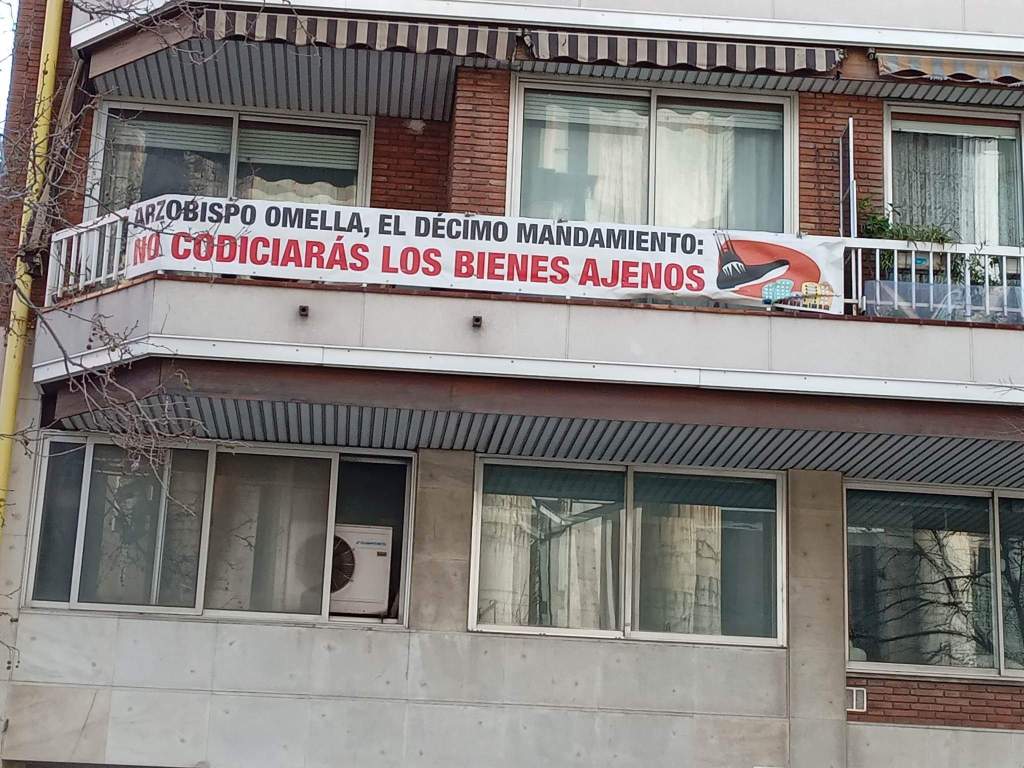 ARZOBISPO OMELLA, EL DÉCIMO MANDAMIENTO:
NO CODICIARÁS LOS BIENES AJENOS